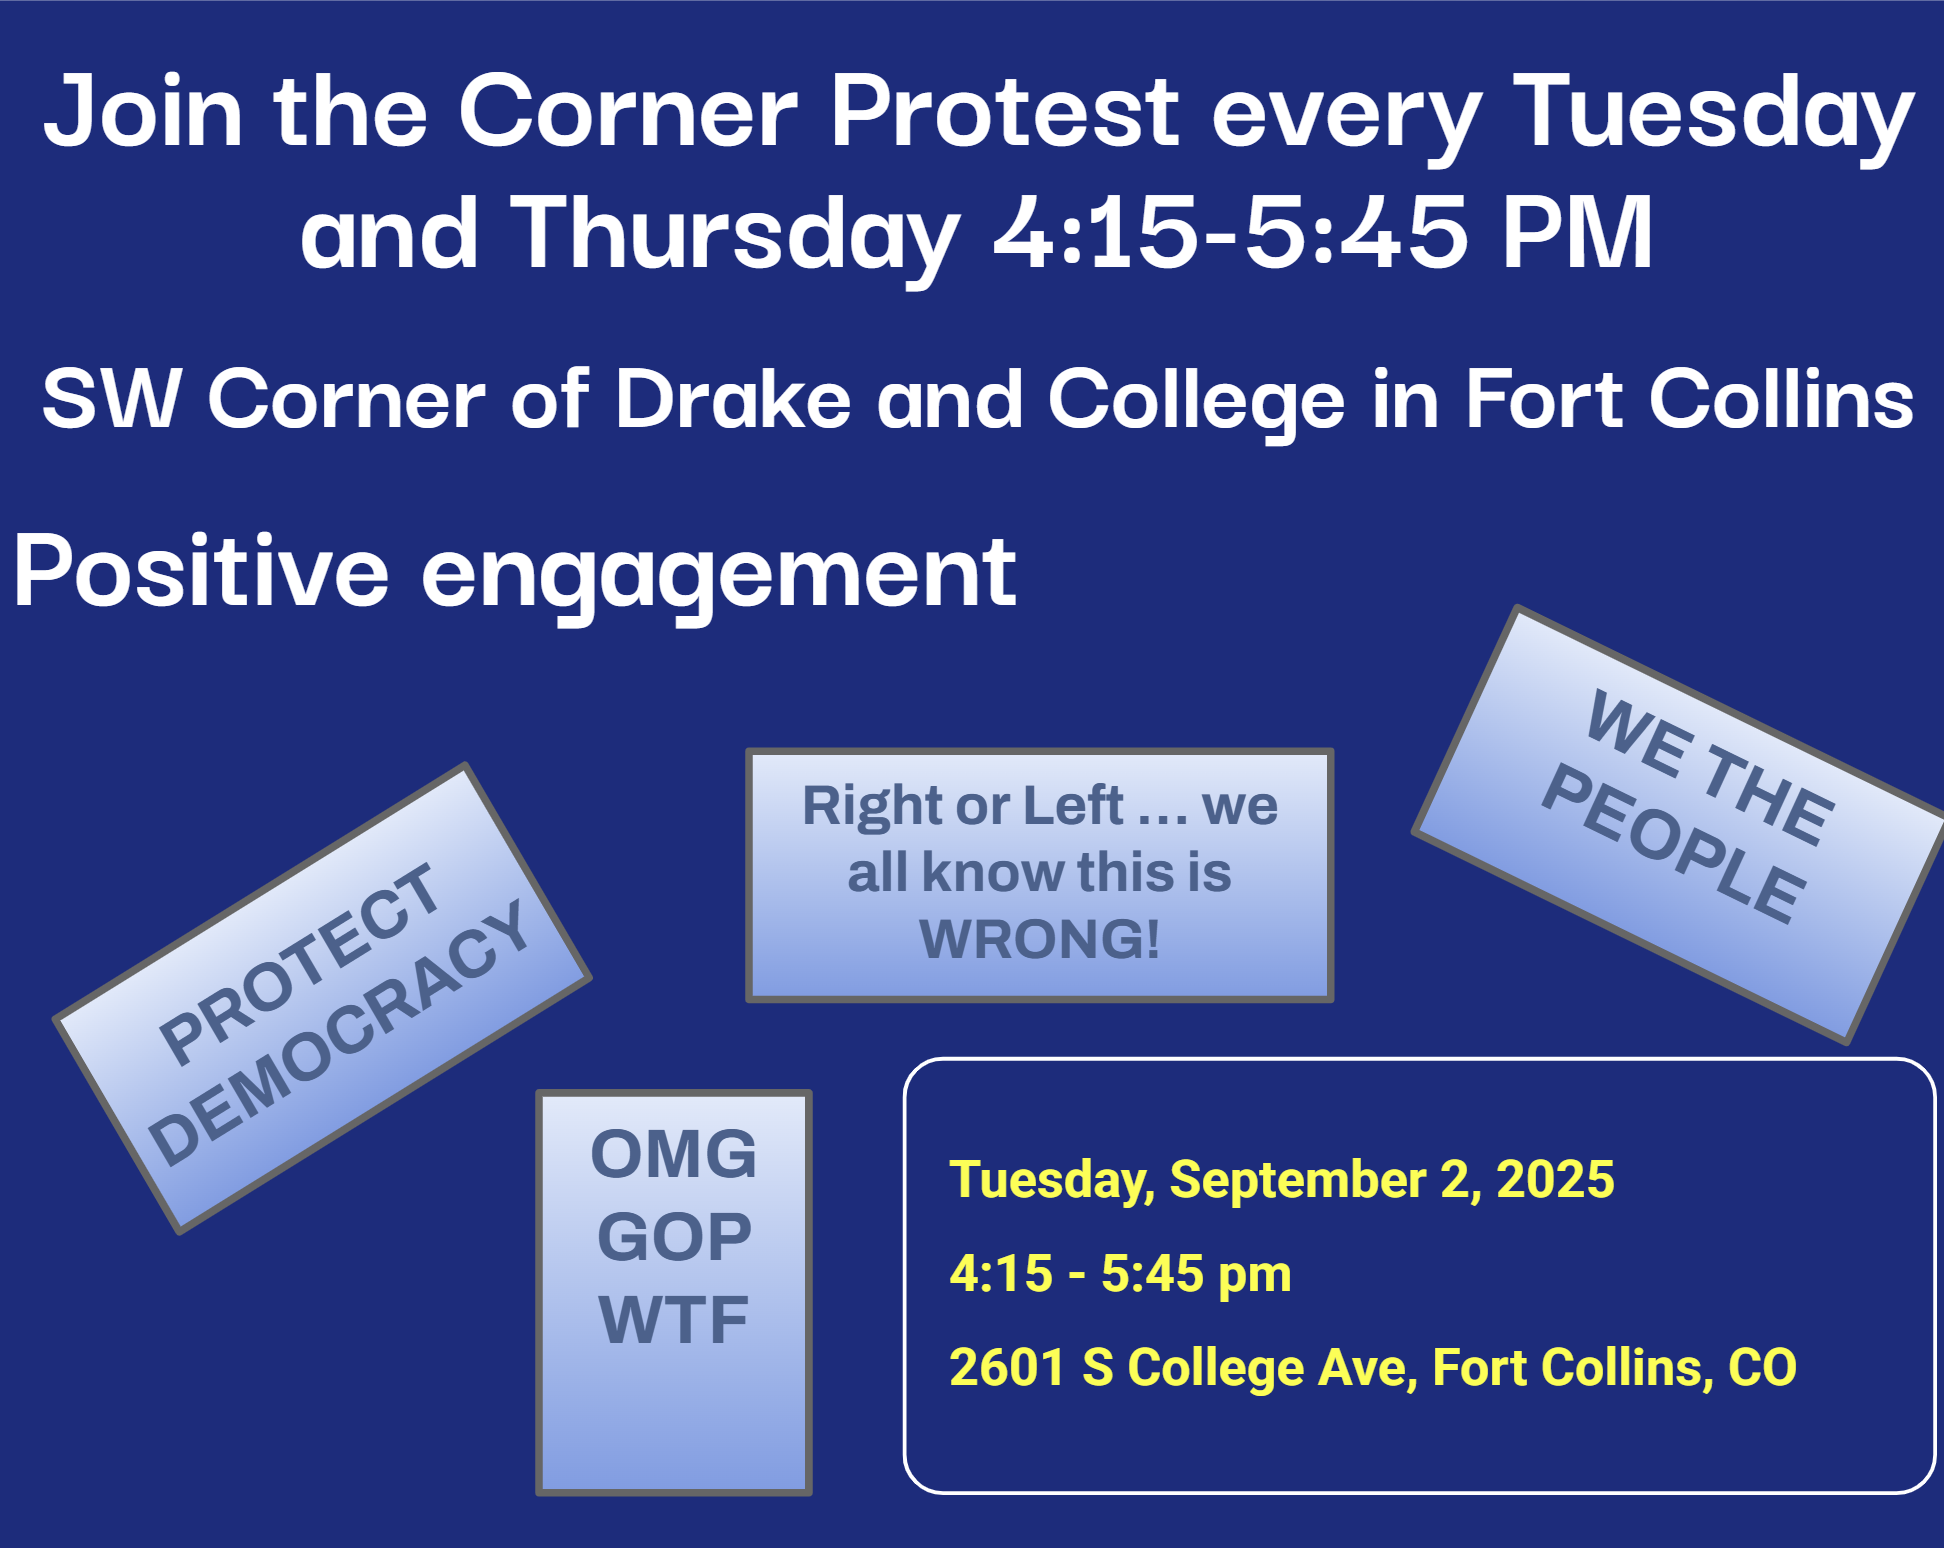 Join the Corner Protest every Tuesday
and Thursday 4:15-5:45 PM
SW Corner of Drake and College in Fort Collins
Positive engagement
WE THE
PEOPLE
Right or Left ... we
all know this is
WRONG!
PROTECT
DEMOCRACY
OMG
GOP
WTF
Tuesday, September 2, 2025
4:15 - 5:45 pm
2601 S College Ave, Fort Collins, CO